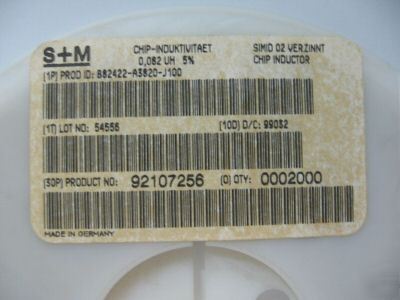 S+M
CHIP-INDUKTIVITAET
0,082 UH 5%
SIMID 02 VERZINNT
CHIP INDUCTOR
(1P) PROD ID: B82422-A3820-J100
(1T) LOT NO: 54555
(10D) D/C: 99032
(30P) PRODUCT NO: 92107256
(Q) QTY: 0002000
MADE IN GERMANY